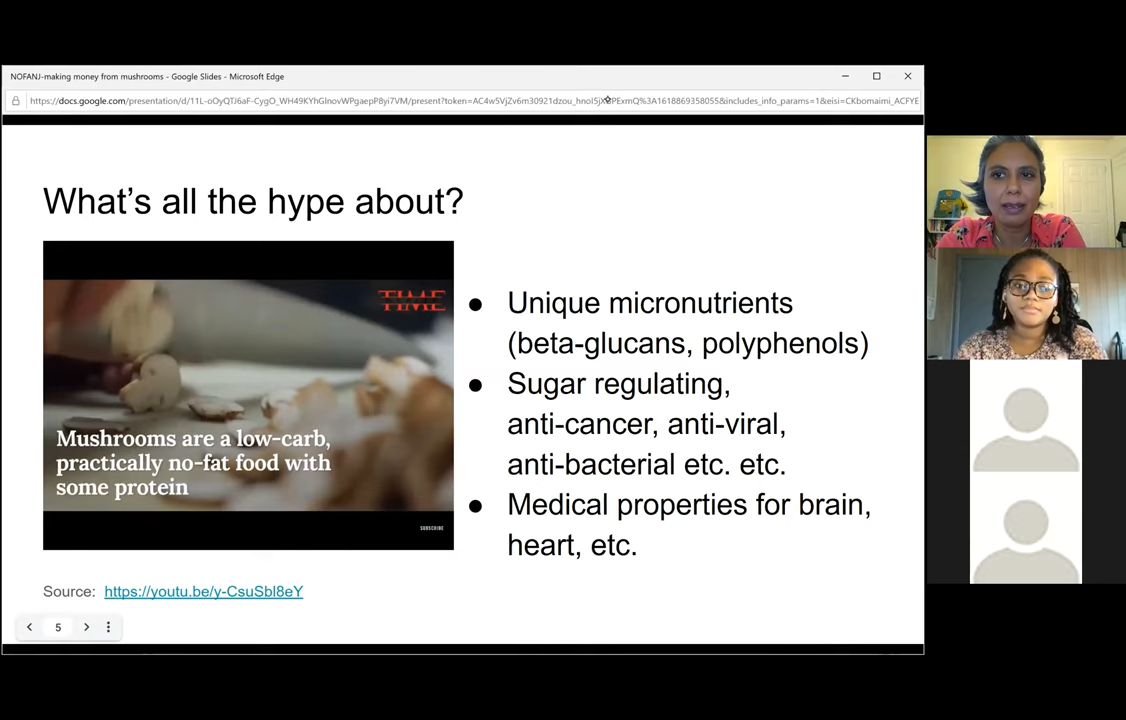 NOFANJ-making money from mushrooms - Google Slides - Microsoft Edge
What's all the hype about?
TIME
Mushrooms are a low-carb,
practically no-fat food with
some protein
SUBSCRIBE
● Unique micronutrients
(beta-glucans, polyphenols)
● Sugar regulating,
anti-cancer, anti-viral,
anti-bacterial etc. etc.
● Medical properties for brain,
heart, etc.
Source: https://youtu.be/y-CsuSbl8eY
5